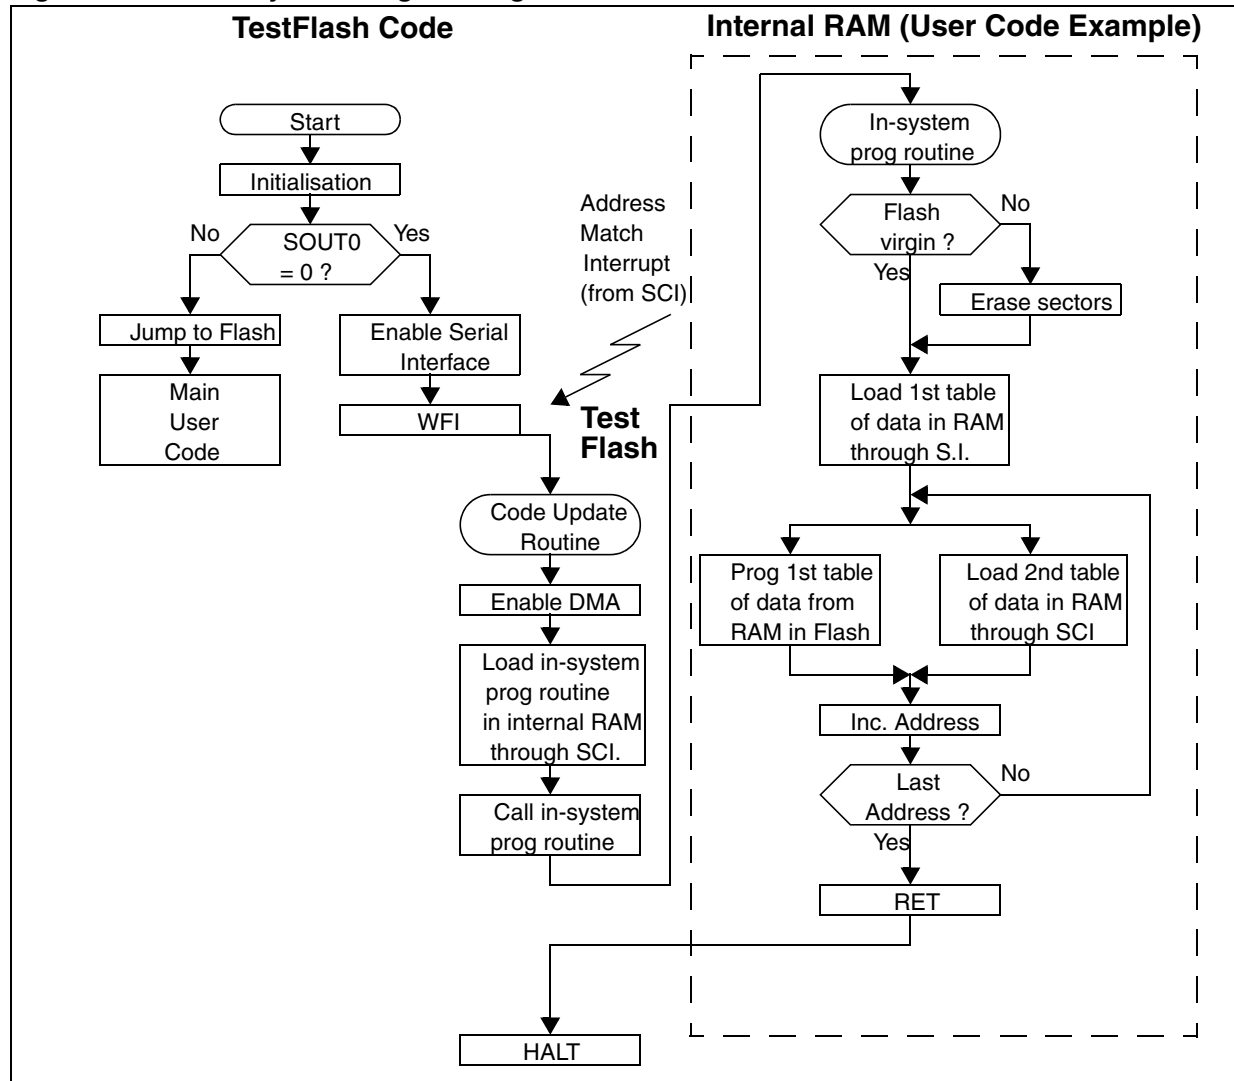 TestFlash Code
Internal RAM (User Code Example)
Start
Initialisation
No
SOUT0
= 0 ?
Yes
Jump to Flash
Main
User
Code
Enable Serial
Interface
WFI
Address
Match
Interrupt
(from SCI)
Test
Flash
Code Update
Routine
Enable DMA
Load in-system
prog routine
in internal RAM
through SCI.
Call in-system
prog routine
HALT
In-system
prog routine
Flash
virgin ?
No
Yes
Erase sectors
Load 1st table
of data in RAM
through S.I.
Prog 1st table
of data from
RAM in Flash
Load 2nd table
of data in RAM
through SCI
Inc. Address
Last
Address ?
No
Yes
RET